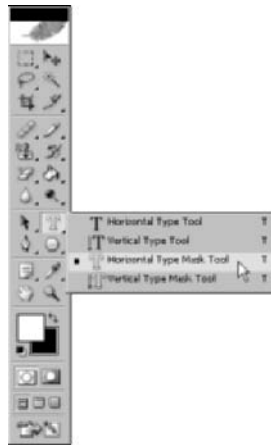 Horizontal Type Tool T
Vertical Type Tool T
Horizontal Type Mask Tool T
Vertical Type Mask Tool T